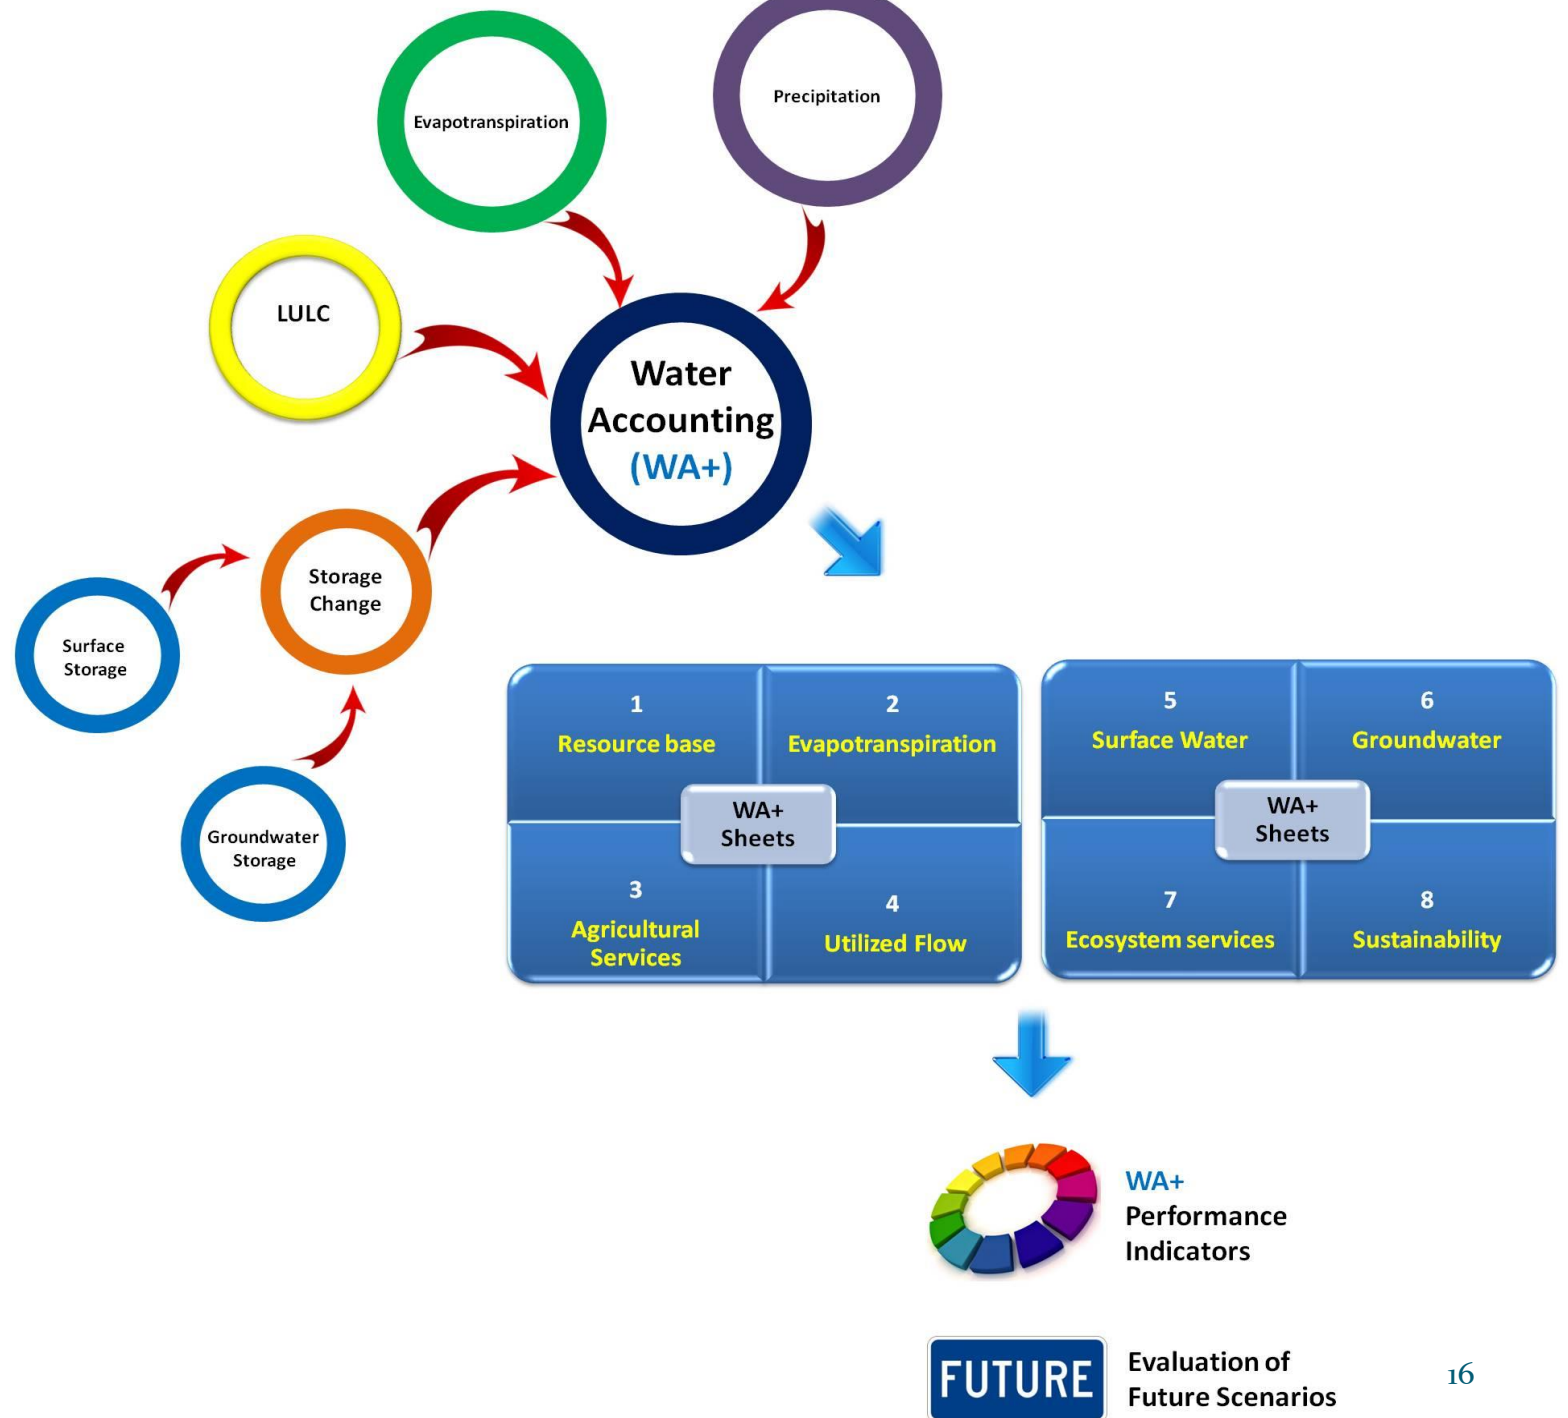 Evapotranspiration
Precipitation
LULC
Water
Accounting
(WA+)
Storage
Change
Surface
Storage
Groundwater
Storage
1
Resource base
2
Evapotranspiration
WA+
Sheets
3
Agricultural
Services
4
Utilized Flow
5
Surface Water
6
Groundwater
WA+
Sheets
7
Ecosystem services
8
Sustainability
WA+
Performance
Indicators
FUTURE
Evaluation of
Future Scenarios
16